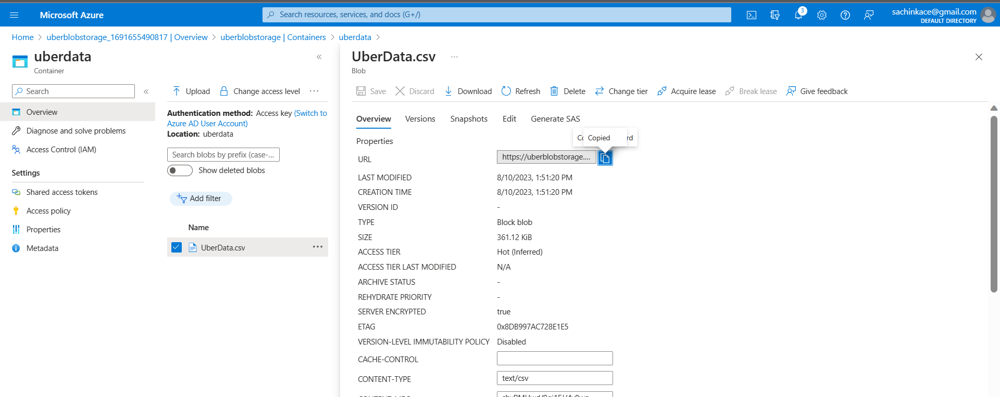 Microsoft Azure
Search resources, services, and docs (G+/)
3
sachinkace@gmail.com
DEFAULT DIRECTORY
Home > uberblobstorage_1691655490817 | Overview > uberblobstorage | Containers > uberdata >
uberdata
Container
Search
Overview
Diagnose and solve problems
Access Control (IAM)
Settings
Shared access tokens
Access policy
Properties
Metadata
Upload
Change access level
Authentication method: Access key (Switch to
Azure AD User Account)
Location: uberdata
Search blobs by prefix (case-...
Show deleted blobs
Add filter
Name
UberData.csv
UberData.csv
Blob
Save Discard Download Refresh Delete Change tier Acquire lease Break lease Give feedback
Overview Versions Snapshots Edit Generate SAS
Copied
Properties
URL https://uberblobstorage....
LAST MODIFIED 8/10/2023, 1:51:20 PM
CREATION TIME 8/10/2023, 1:51:20 PM
VERSION ID -
TYPE Block blob
SIZE 361.12 KiB
ACCESS TIER Hot (Inferred)
ACCESS TIER LAST MODIFIED N/A
ARCHIVE STATUS -
REHYDRATE PRIORITY -
SERVER ENCRYPTED true
ETAG 0x8DB997AC728E1E5
VERSION-LEVEL IMMUTABILITY POLICY Disabled
CACHE-CONTROL
CONTENT-TYPE text/csv